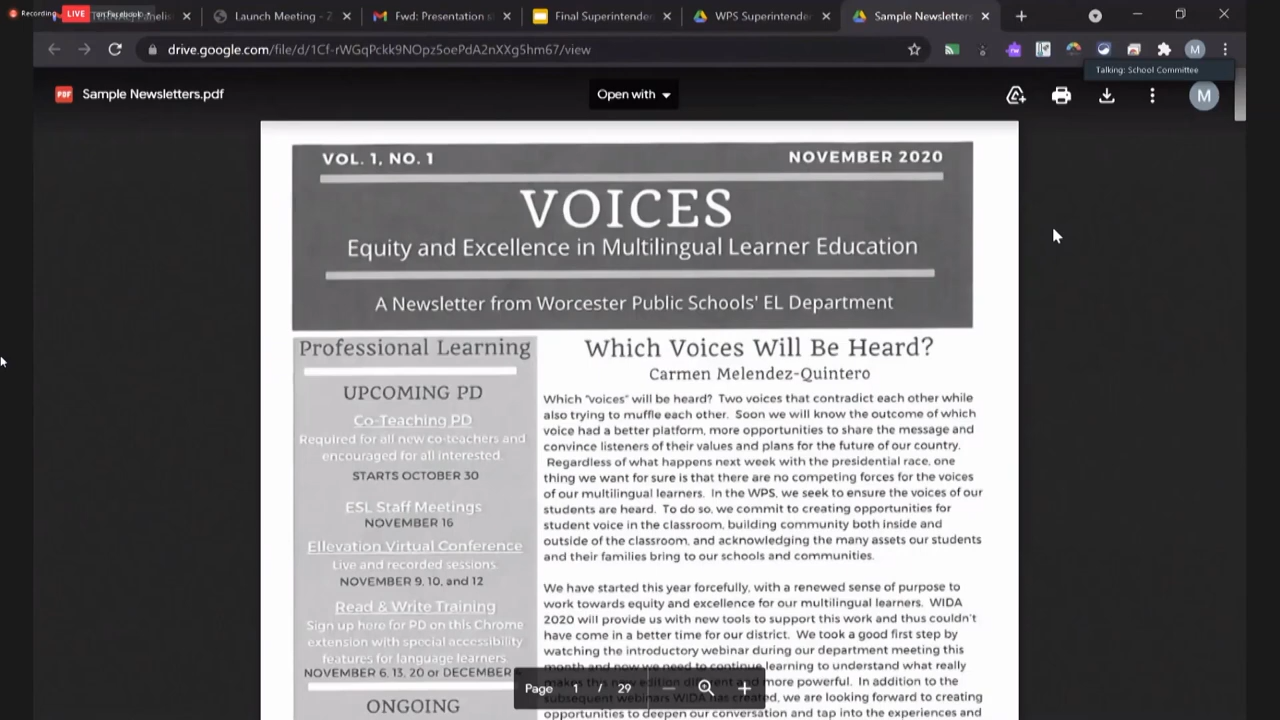 Recording
LIVE
on Facebook
Launch Meeting - Z
Fwd: Presentation s
Final Superintenden
WPS Superintende
Sample Newsletters
drive.google.com/file/d/1Cf-rWGqPckk9NOpz5oePdA2nXXg5hm67/view
M
Talking: School Committee
PDF
Sample Newsletters.pdf
Open with
M
VOL. 1, NO. 1
NOVEMBER 2020
VOICES
Equity and Excellence in Multilingual Learner Education
A Newsletter from Worcester Public Schools' EL Department
Professional Learning
UPCOMING PD
Co-Teaching PD
Required for all new co-teachers and
encouraged for all interested.
STARTS OCTOBER 30
ESL Staff Meetings
NOVEMBER 16
Ellevation Virtual Conference
Live and recorded sessions.
NOVEMBER 9, 10, and 12
Read & Write Training
Sign up here for PD on this Chrome
extension with special accessibility
features for language learners.
NOVEMBER 6, 13, 20 or DECEMBER
ONGOING
Which Voices Will Be Heard?
Carmen Melendez-Quintero
Which "voices" will be heard? Two voices that contradict each other while
also trying to muffle each other. Soon we will know the outcome of which
voice had a better platform, more opportunities to share the message and
convince listeners of their values and plans for the future of our country.
Regardless of what happens next week with the presidential race, one
thing we want for sure is that there are no competing forces for the voices
of our multilingual learners. In the WPS, we seek to ensure the voices of our
students are heard. To do so, we commit to creating opportunities for
student voice in the classroom, building community both inside and
outside of the classroom, and acknowledging the many assets our students
and their families bring to our schools and communities.
We have started this year forcefully, with a renewed sense of purpose to
work towards equity and excellence for our multilingual learners. WIDA
2020 will provide us with new tools to support this work and thus couldn't
have come in a better time for our district. We took a good first step by
watching the introductory webinar during our department meeting this
month and now we need to continue learning to understand what really
makes this new edition different and more powerful. In addition to the
subsequent webinars WIDA has created, we are looking forward to creating
opportunities to deepen our conversation and tap into the experiences and
Page 1 / 29